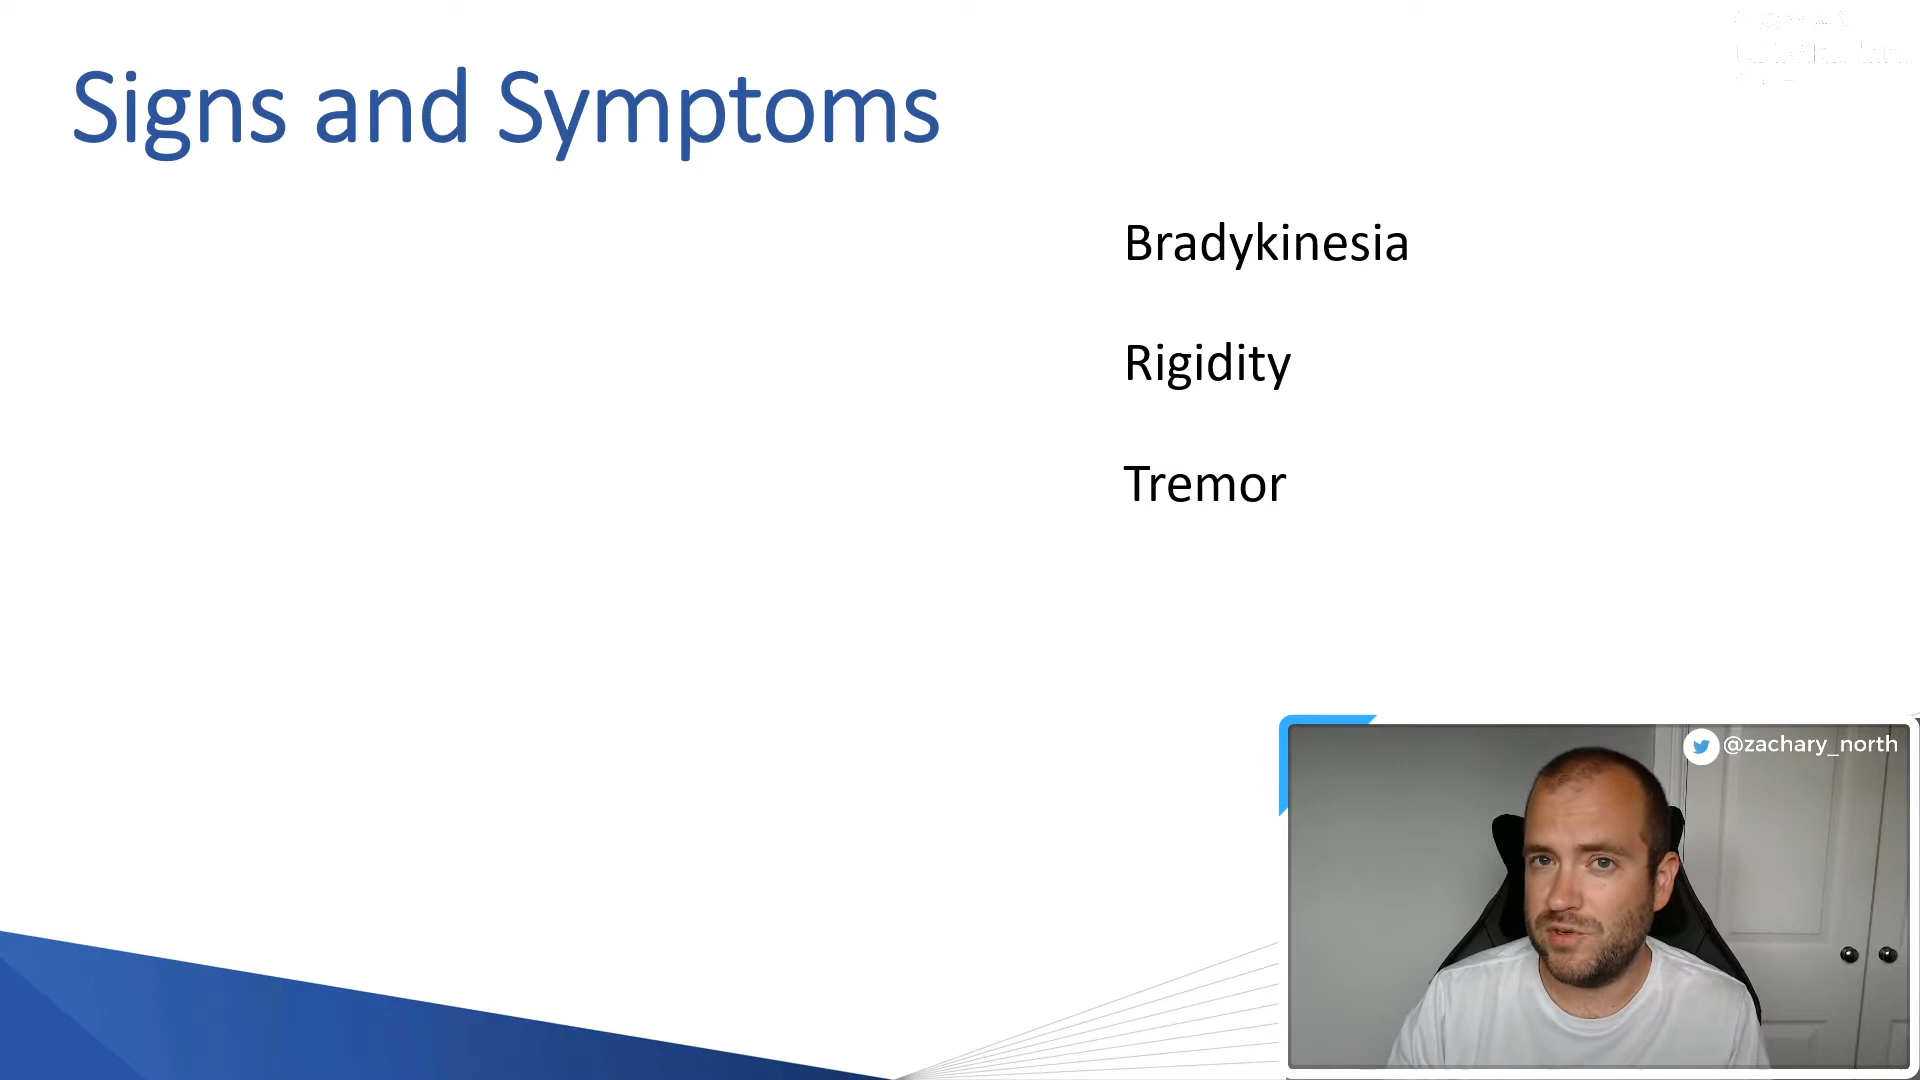 Signs and Symptoms
Bradykinesia
Rigidity
Tremor
@zachary_north